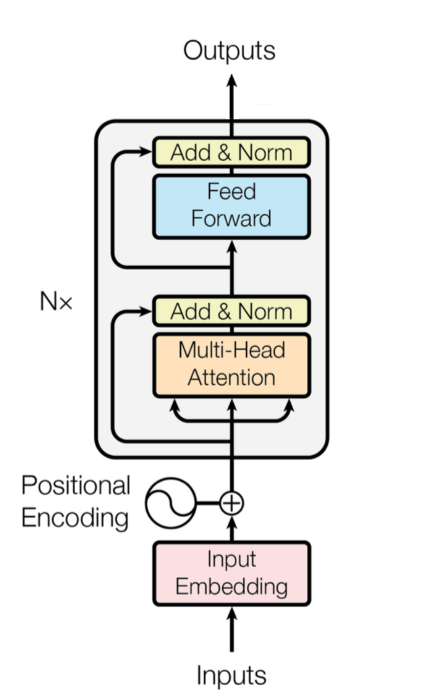 Outputs
Add & Norm
Feed
Forward
N×
Add & Norm
Multi-Head
Attention
Positional
Encoding
Input
Embedding
Inputs